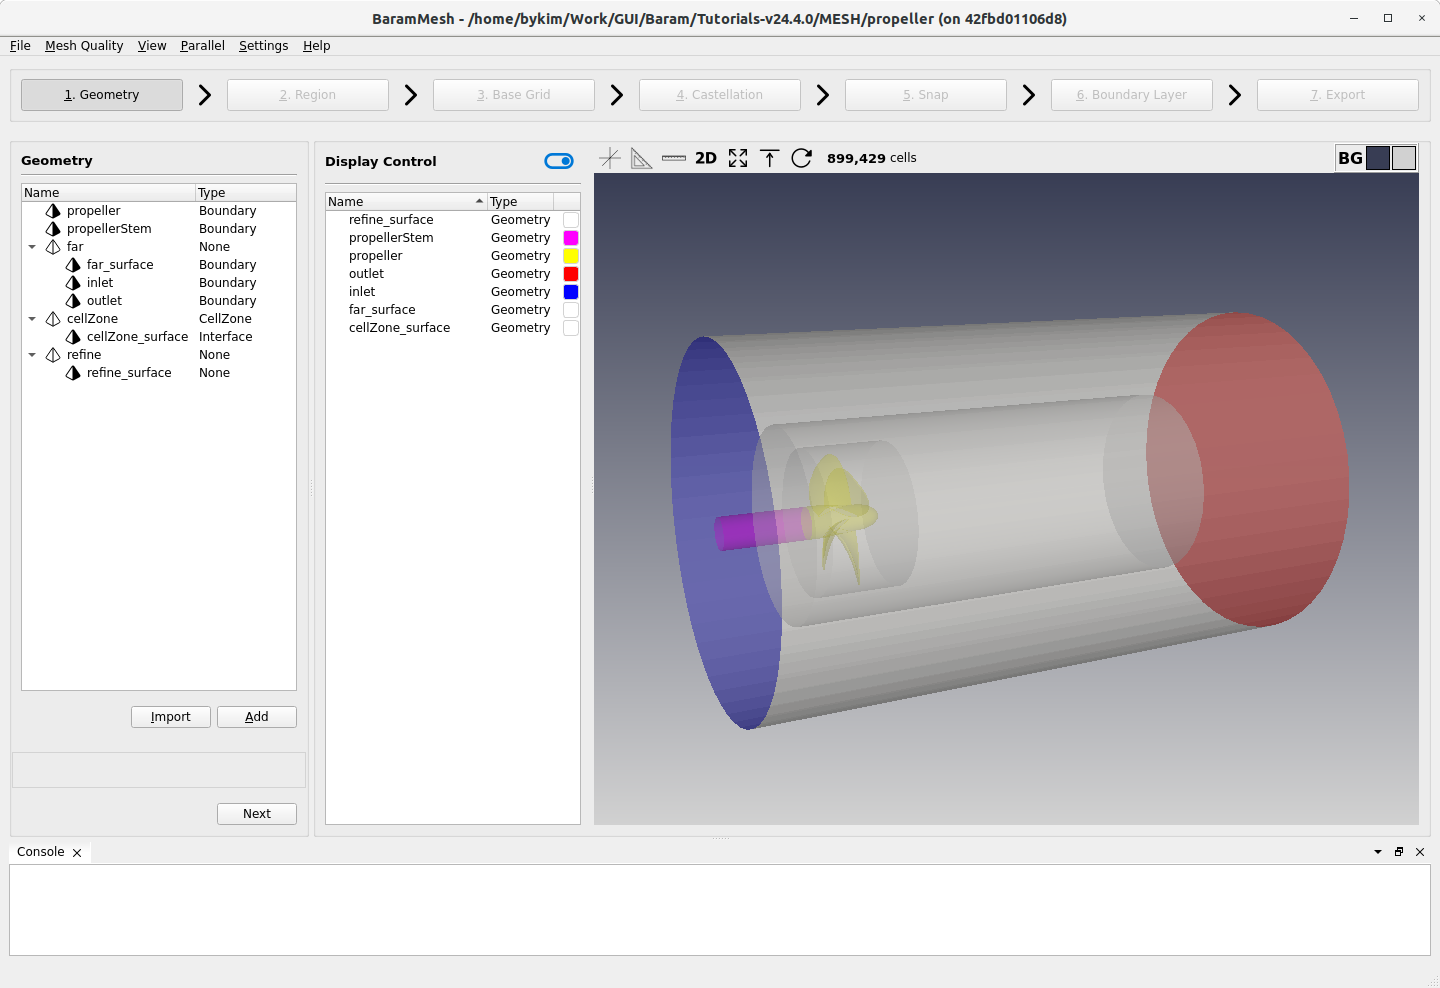 BaramMesh - /home/bykim/Work/GUI/Baram/Tutorials-v24.4.0/MESH/propeller (on 42fbd01106d8)
File Mesh Quality View Parallel Settings Help
1. Geometry 2. Region 3. Base Grid 4. Castellation 5. Snap 6. Boundary Layer 7. Export
Geometry
Name Type
propeller Boundary
propellerStem Boundary
far None
far_surface Boundary
inlet Boundary
outlet Boundary
cellZone CellZone
cellZone_surface Interface
refine None
refine_surface None
Import Add
Next
Display Control
Name Type
refine_surface Geometry
propellerStem Geometry
propeller Geometry
outlet Geometry
inlet Geometry
far_surface Geometry
cellZone_surface Geometry
2D 899,429 cells BG
Console